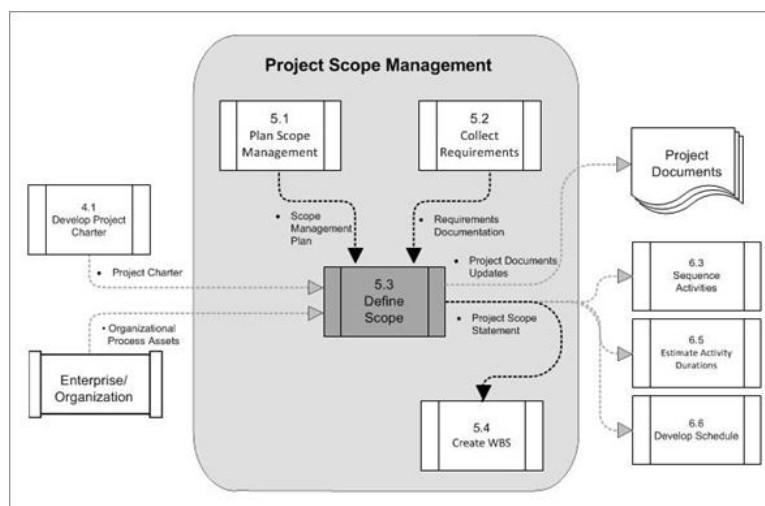 Project Scope Management
5.1
Plan Scope
Management
5.2
Collect
Requirements
Project
Documents
4.1
Develop Project
Charter
• Scope
Management
Plan
• Requirements
Documentation
• Project Charter
• Project Documents
Updates
5.3
Define
Scope
6.3
Sequence
Activities
• Organizational
Process Assets
• Project Scope
Statement
6.5
Estimate Activity
Durations
Enterprise/
Organization
5.4
Create WBS
6.6
Develop Schedule